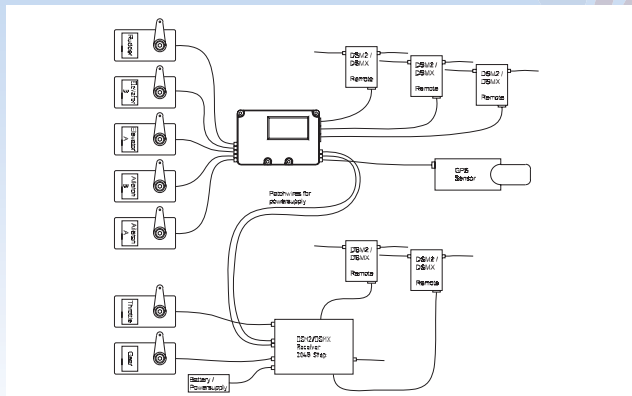 Rudder
Elevator
B
Elevator
A
Aileron
B
Aileron
A
Throttle
Gear
DSM2 /
DSMX
Remote
DSM2 /
DSMX
Remote
DSM2 /
DSMX
Remote
GPS
Sensor
Patchwires for
powersupply
DSM2 /
DSMX
Remote
DSM2 /
DSMX
Remote
DSM2/DSMX
Receiver
2048 Step
Battery /
Powersupply